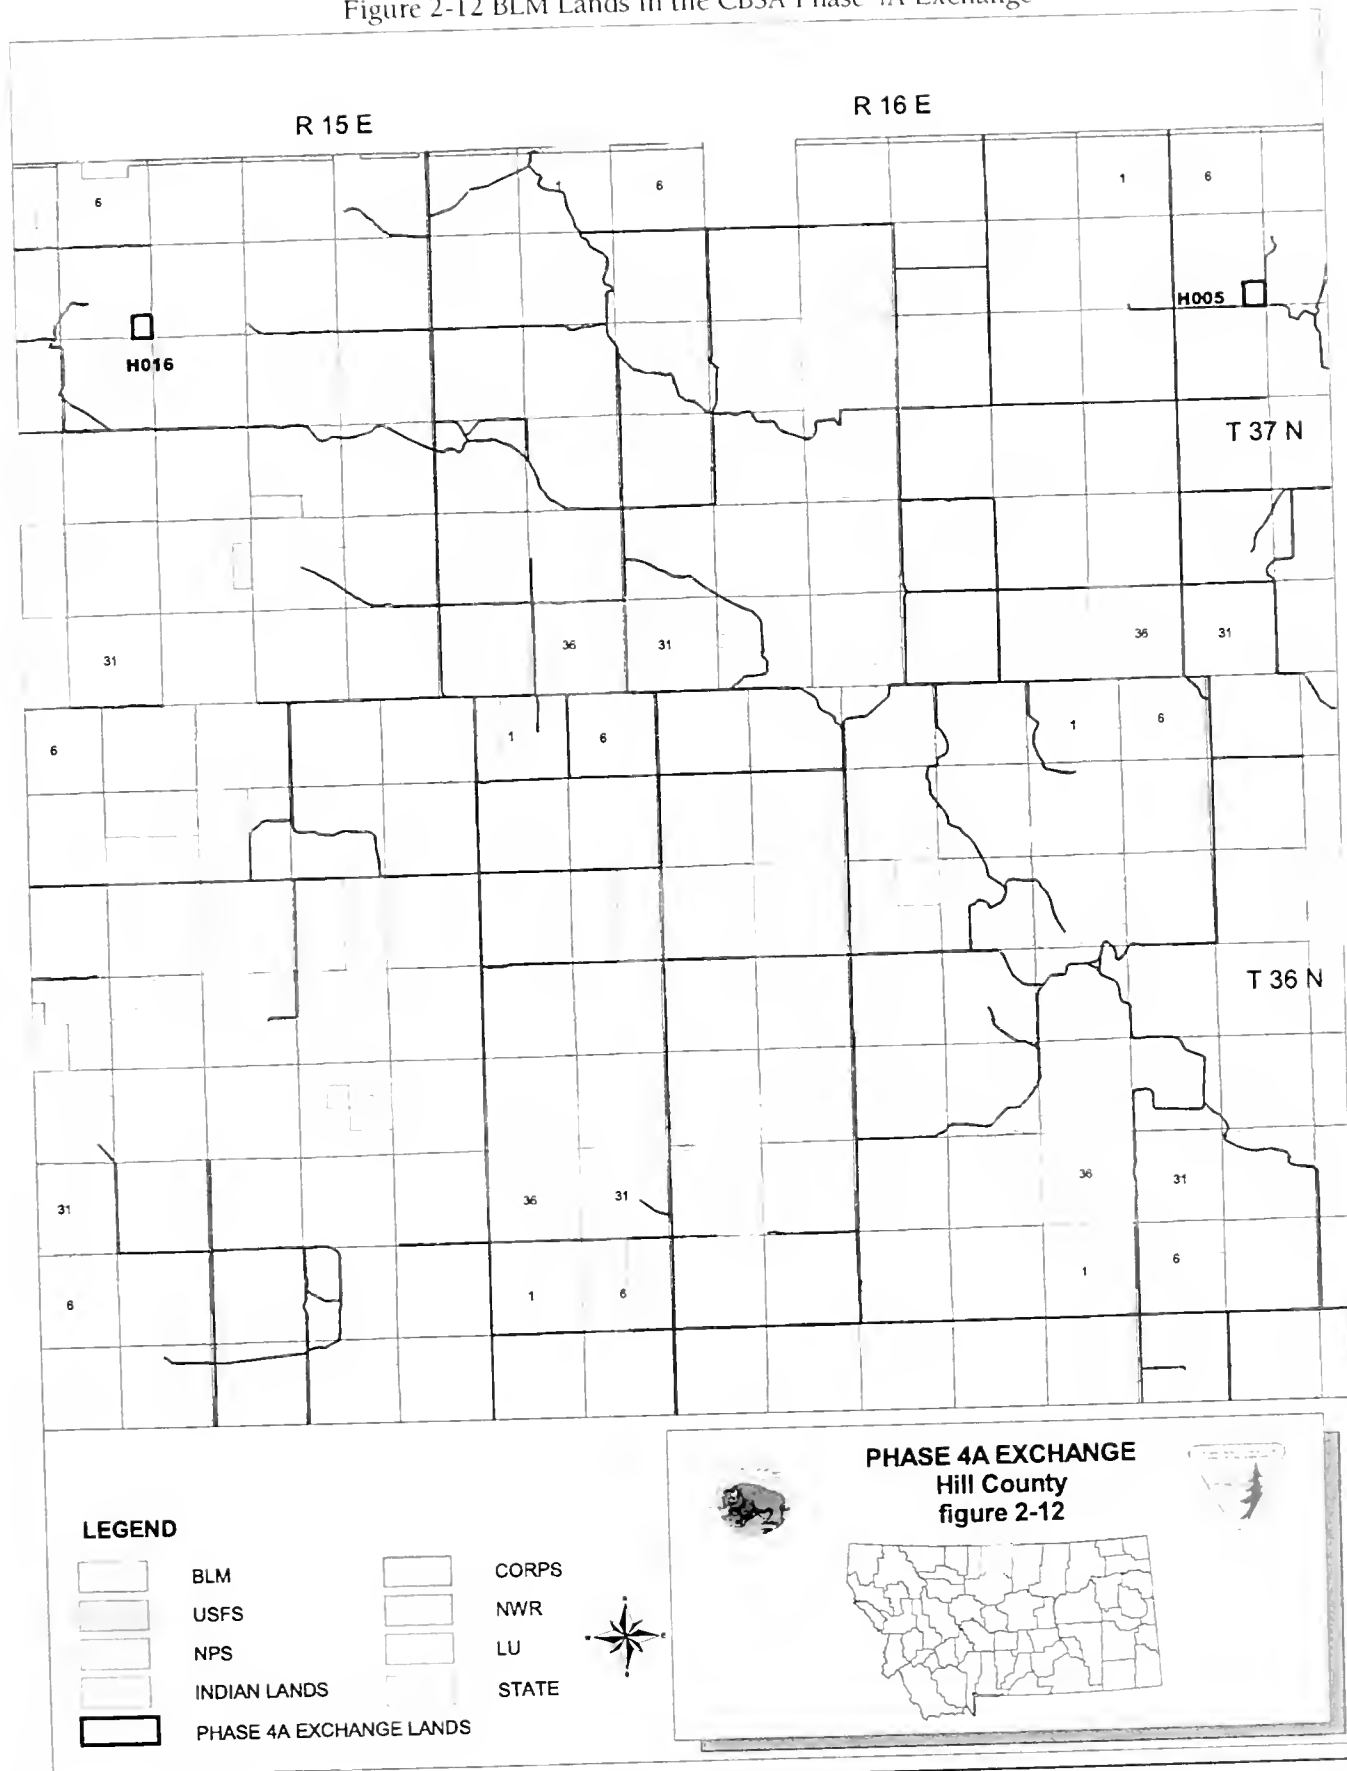 Figure 2-12 BLM Lands in the CBSA Phase 4A Exchange
R 15 E
R 16 E
6
1
6
1
6
H005
H016
T 37 N
31
36
31
36
31
6
1
6
1
6
T 36 N
31
36
31
36
31
6
1
6
1
6
PHASE 4A EXCHANGE
Hill County
figure 2-12
LEGEND
BLM
USFS
NPS
INDIAN LANDS
PHASE 4A EXCHANGE LANDS
CORPS
NWR
LU
STATE